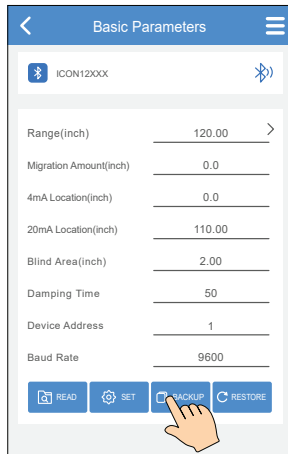 Basic Parameters
ICON12XXX
Range(inch) 120.00
Migration Amount(inch) 0.0
4mA Location(inch) 0.0
20mA Location(inch) 110.00
Blind Area(inch) 2.00
Damping Time 50
Device Address 1
Baud Rate 9600
READ SET BACKUP RESTORE